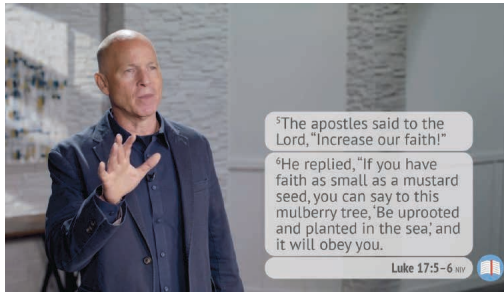 ⁵The apostles said to the
Lord, “Increase our faith!”
⁶He replied, “If you have
faith as small as a mustard
seed, you can say to this
mulberry tree, ‘Be uprooted
and planted in the sea,’ and
it will obey you.
Luke 17:5–6 NIV